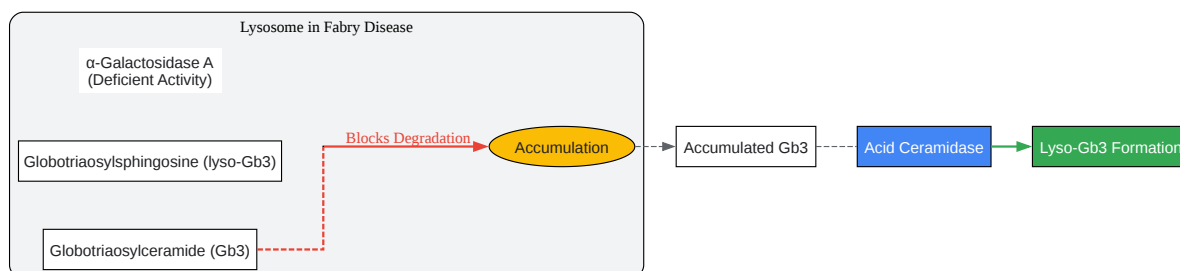 Lysosome in Fabry Disease
α-Galactosidase A
(Deficient Activity)
Blocks Degradation
Accumulation
Accumulated Gb3
Acid Ceramidase
Lyso-Gb3 Formation
Globotriaosylsphingosine (lyso-Gb3)
Globotriaosylceramide (Gb3)